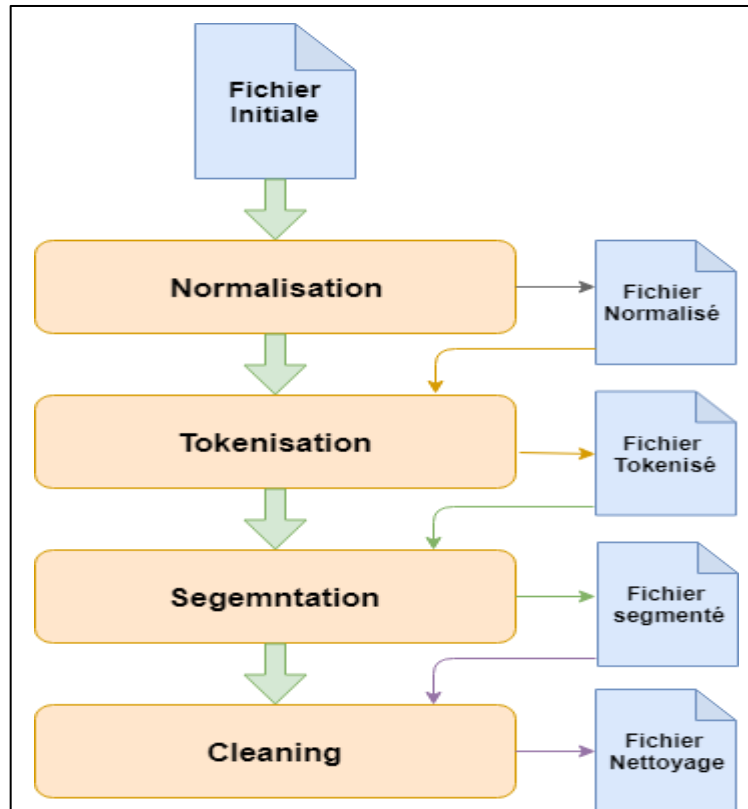 Fichier
Initiale
Normalisation
Fichier
Normalisé
Tokenisation
Fichier
Tokenisé
Segemntation
Fichier
segmenté
Cleaning
Fichier
Nettoyage